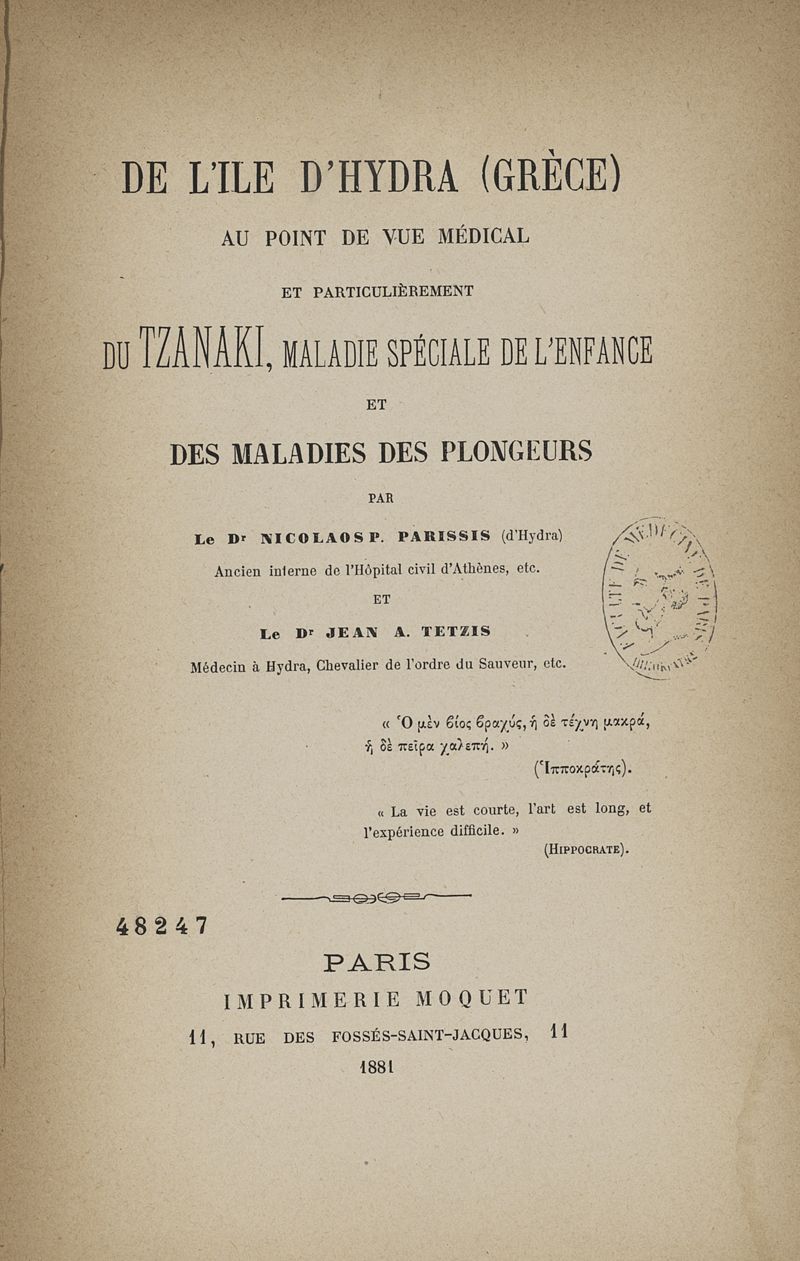 DE L'ILE D'HYDRA (GRÈCE)
AU POINT DE VUE MÉDICAL
ET PARTICULIÈREMENT
DU TZANAKI, MALADIE SPÉCIALE DE L'ENFANCE
ET
DES MALADIES DES PLONGEURS
PAR
Le Dr NICOLAOS P. PARISSIS (d'Hydra)
Ancien interne de l'Hôpital civil d'Athènes, etc.
ET
Le Dr JEAN A. TETZIS
Médecin à Hydra, Chevalier de l'ordre du Sauveur, etc.
« Ὁ μὲν ϐίος ϐραχύς, ἡ δὲ τέχνη μακρά,
ἡ δὲ πεῖρα χαλεπή. »
(Ἱπποκράτης).
« La vie est courte, l'art est long, et
l'expérience difficile. »
(HIPPOCRATE).
48247
PARIS
IMPRIMERIE MOQUET
11, RUE DES FOSSÉS-SAINT-JACQUES, 11
1881